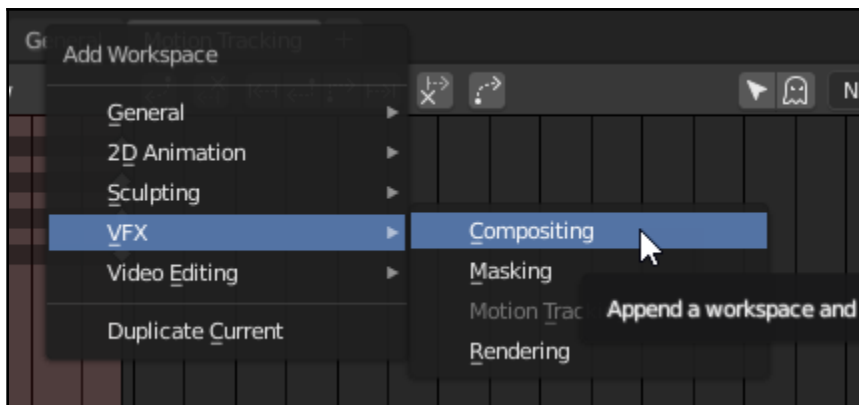 General Motion Tracking +
Add Workspace
General
2D Animation
Sculpting
VFX
Video Editing
Duplicate Current
Compositing
Masking
Motion Trac
Rendering
Append a workspace and
N